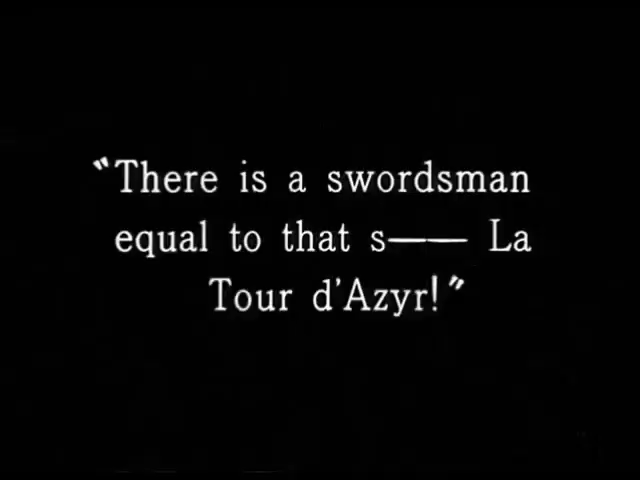 "There is a swordsman
equal to that s—— La
Tour d'Azyr!"